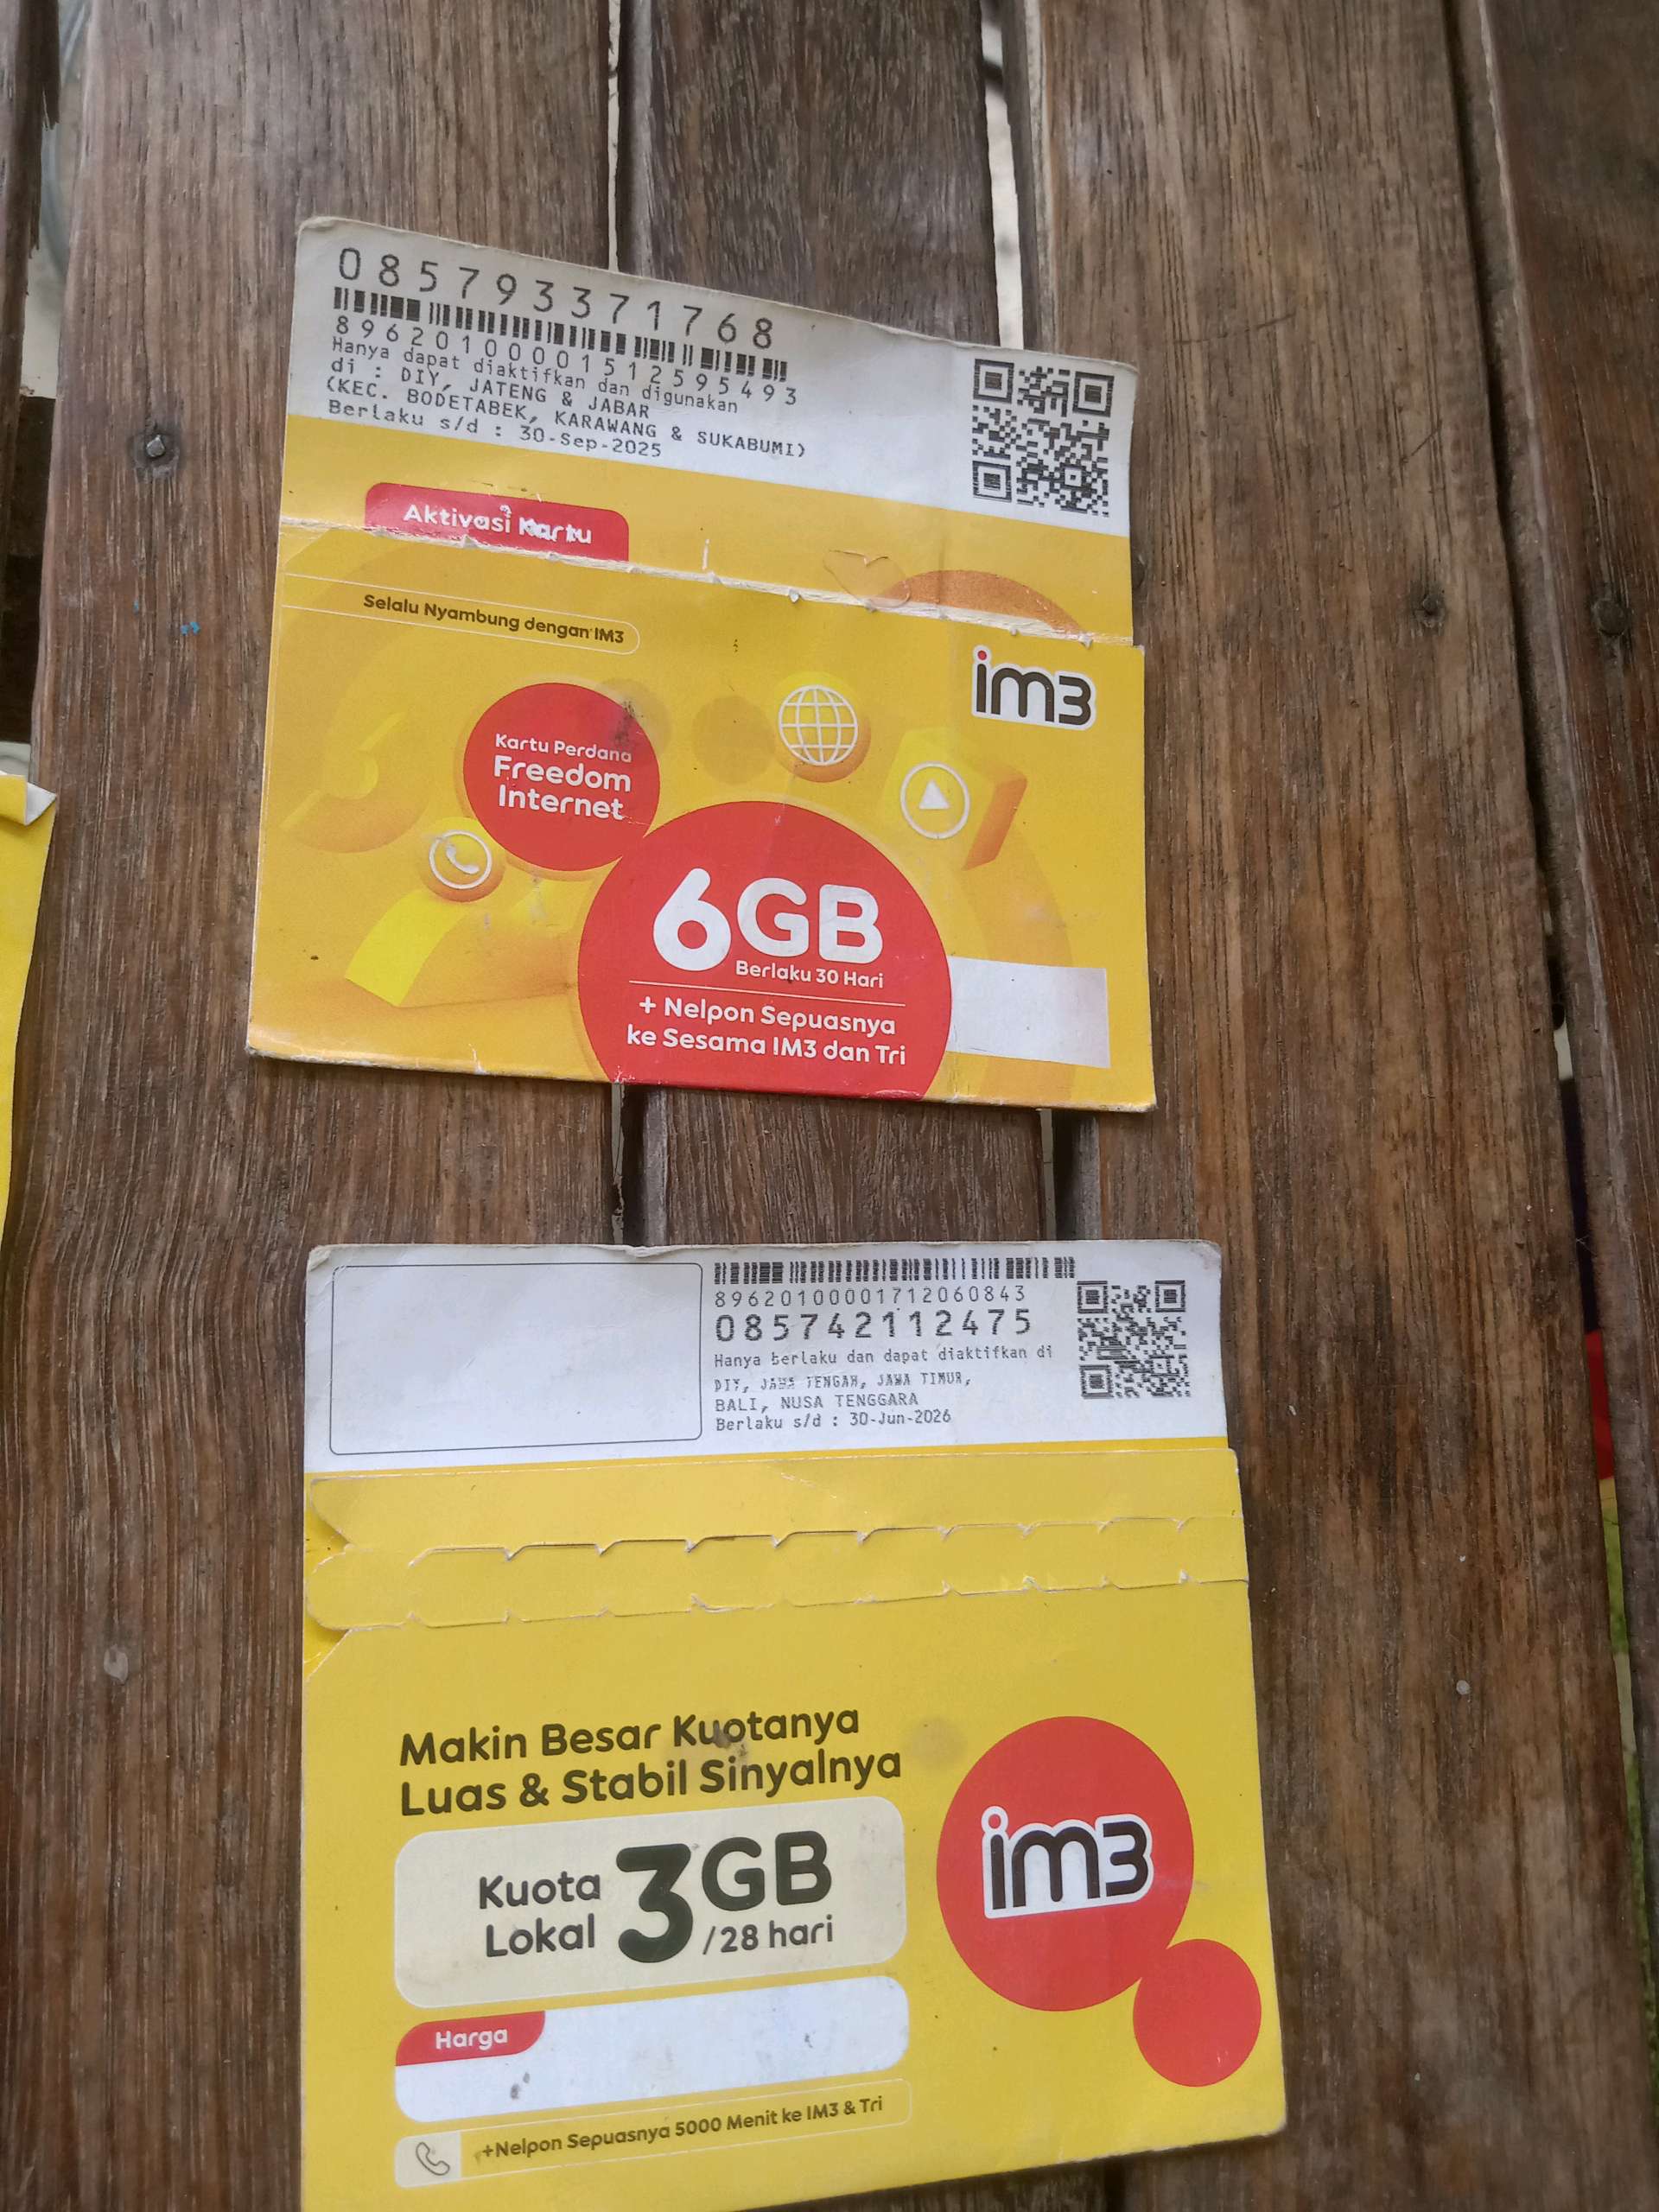 085793371768
8962010000151259​5493
Hanya dapat diaktifkan dan digunakan
di : DIY, JATENG & JABAR
(KEC. BODETABEK, KARAWANG & SUKABUMI)
Berlaku s/d : 30-Sep-2025
Aktivasi Kartu
Selalu Nyambung dengan IM3
im3
Kartu Perdana
Freedom
Internet
6GB
Berlaku 30 Hari
+ Nelpon Sepuasnya
ke Sesama IM3 dan Tri
89620100001712060843
085742112475
Hanya berlaku dan dapat diaktifkan di
DIY, JAWA TENGAH, JAWA TIMUR,
BALI, NUSA TENGGARA
Berlaku s/d : 30-Jun-2026
Makin Besar Kuotanya
Luas & Stabil Sinyalnya
Kuota Lokal 3GB /28 hari
im3
Harga
+Nelpon Sepuasnya 5000 Menit ke IM3 & Tri